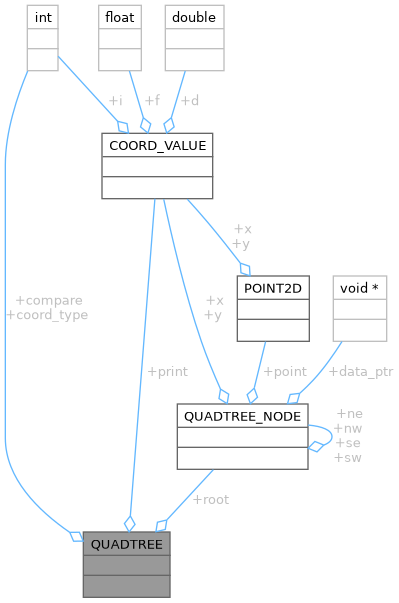 int
float
double
+i
+f
+d
COORD_VALUE
+x
+y
POINT2D
void *
+compare
+coord_type
+x
+y
+print
+point
+data_ptr
QUADTREE_NODE
+ne
+nw
+se
+sw
+root
QUADTREE